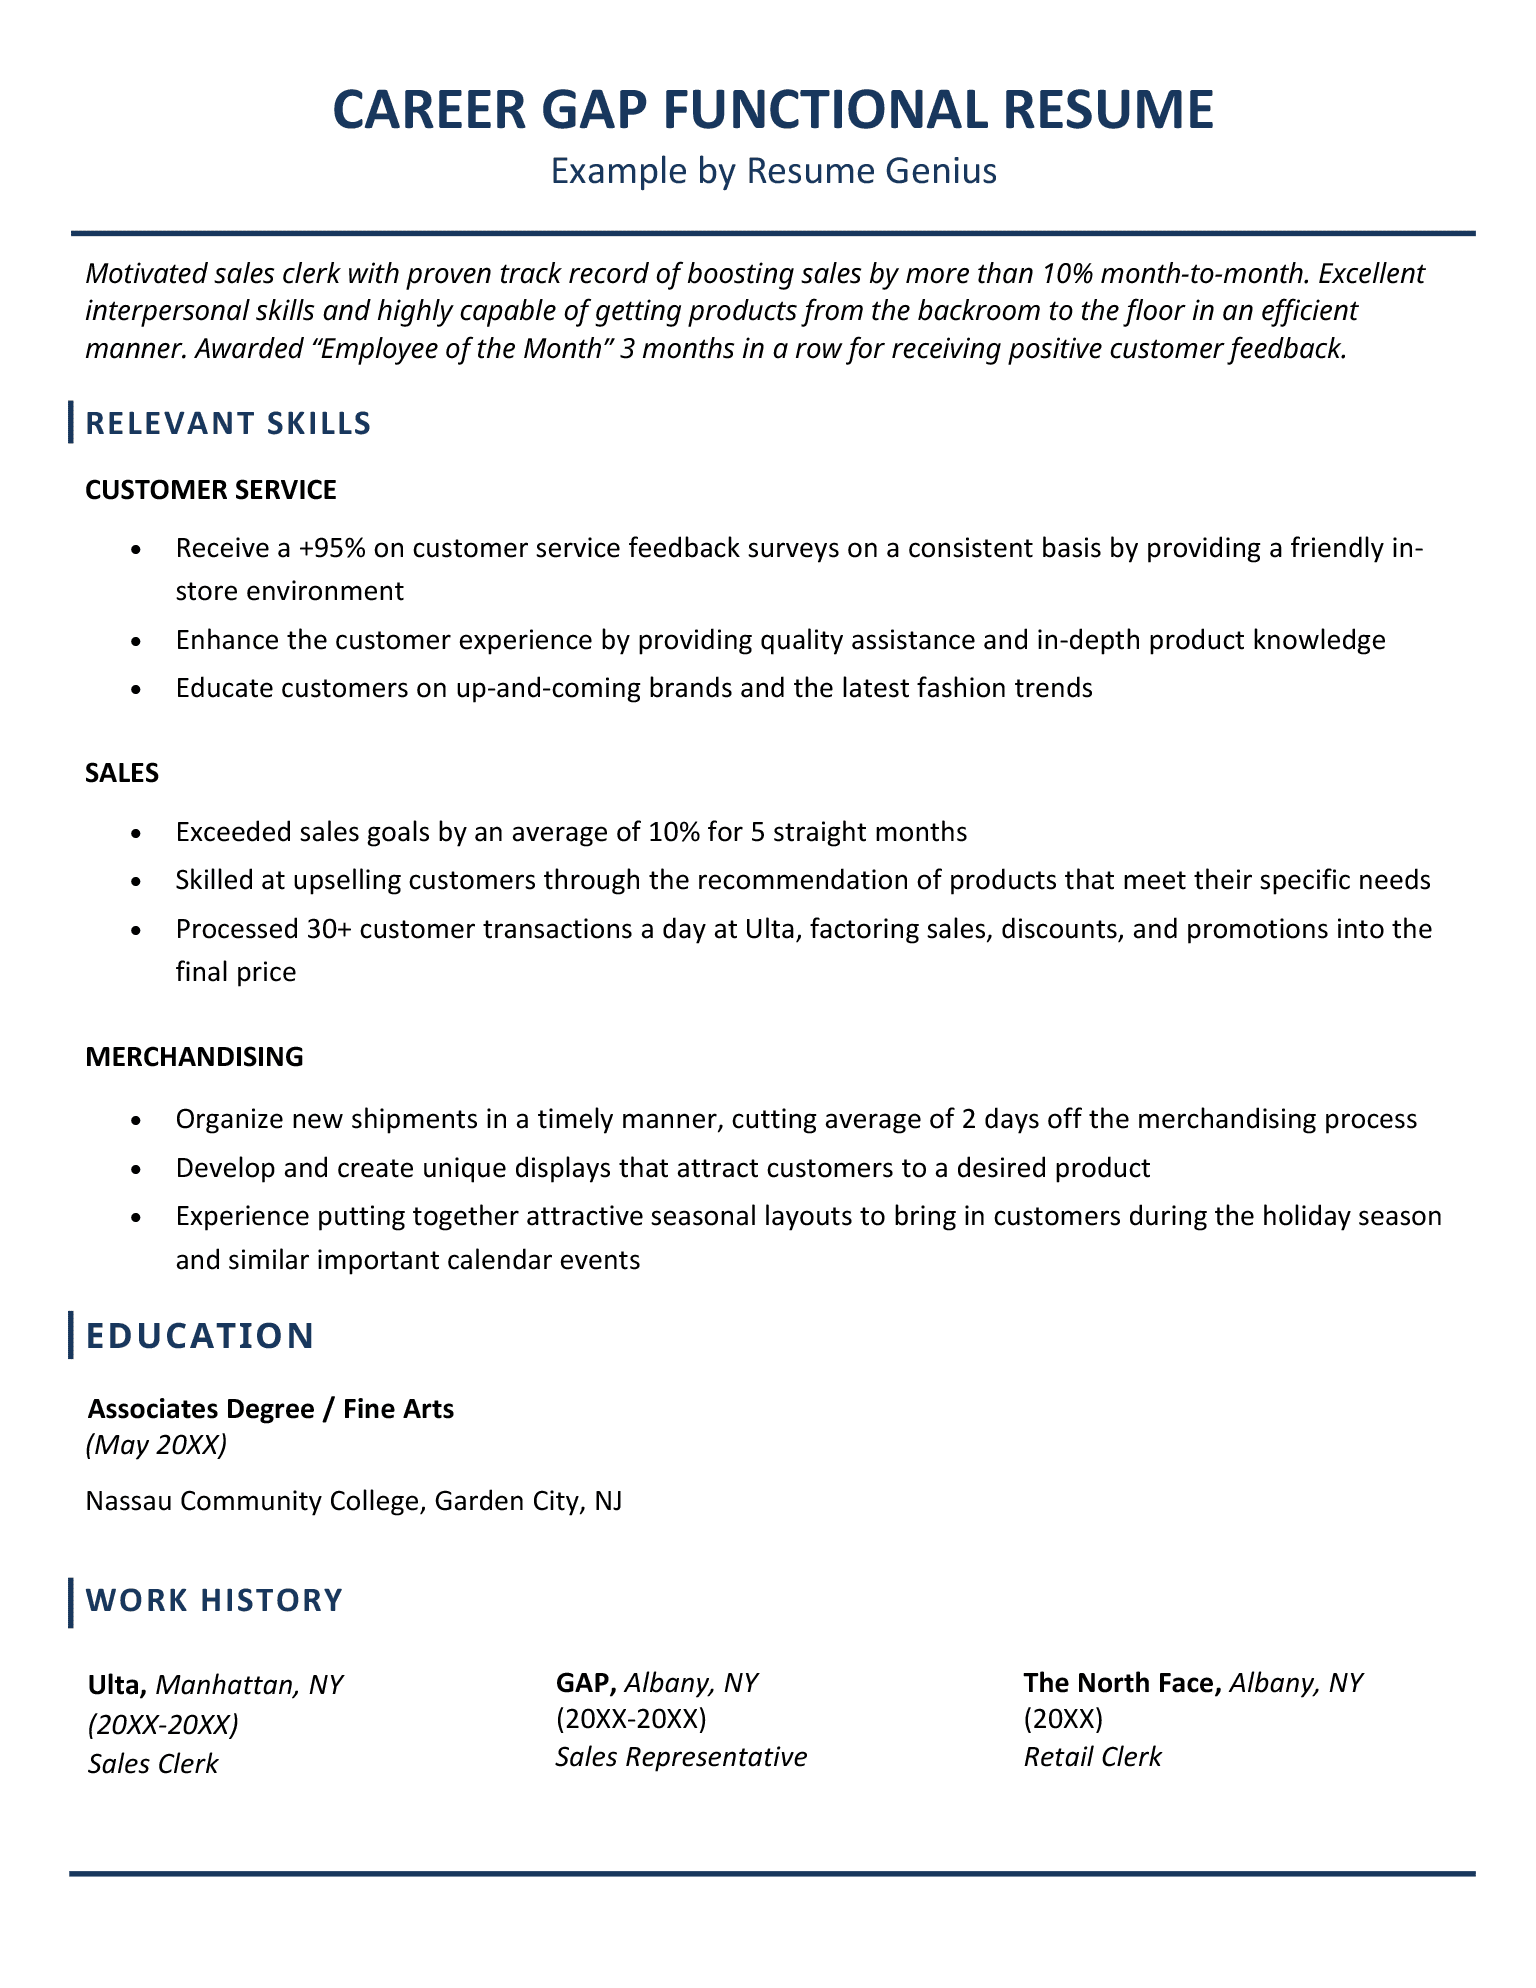 CAREER GAP FUNCTIONAL RESUME
Example by Resume Genius
Motivated sales clerk with proven track record of boosting sales by more than 10% month-to-month. Excellent
interpersonal skills and highly capable of getting products from the backroom to the floor in an efficient
manner. Awarded “Employee of the Month” 3 months in a row for receiving positive customer feedback.
RELEVANT SKILLS
CUSTOMER SERVICE
• Receive a +95% on customer service feedback surveys on a consistent basis by providing a friendly in-
store environment
• Enhance the customer experience by providing quality assistance and in-depth product knowledge
• Educate customers on up-and-coming brands and the latest fashion trends
SALES
• Exceeded sales goals by an average of 10% for 5 straight months
• Skilled at upselling customers through the recommendation of products that meet their specific needs
• Processed 30+ customer transactions a day at Ulta, factoring sales, discounts, and promotions into the
final price
MERCHANDISING
• Organize new shipments in a timely manner, cutting average of 2 days off the merchandising process
• Develop and create unique displays that attract customers to a desired product
• Experience putting together attractive seasonal layouts to bring in customers during the holiday season
and similar important calendar events
EDUCATION
Associates Degree / Fine Arts
(May 20XX)
Nassau Community College, Garden City, NJ
WORK HISTORY
Ulta, Manhattan, NY
(20XX-20XX)
Sales Clerk
GAP, Albany, NY
(20XX-20XX)
Sales Representative
The North Face, Albany, NY
(20XX)
Retail Clerk